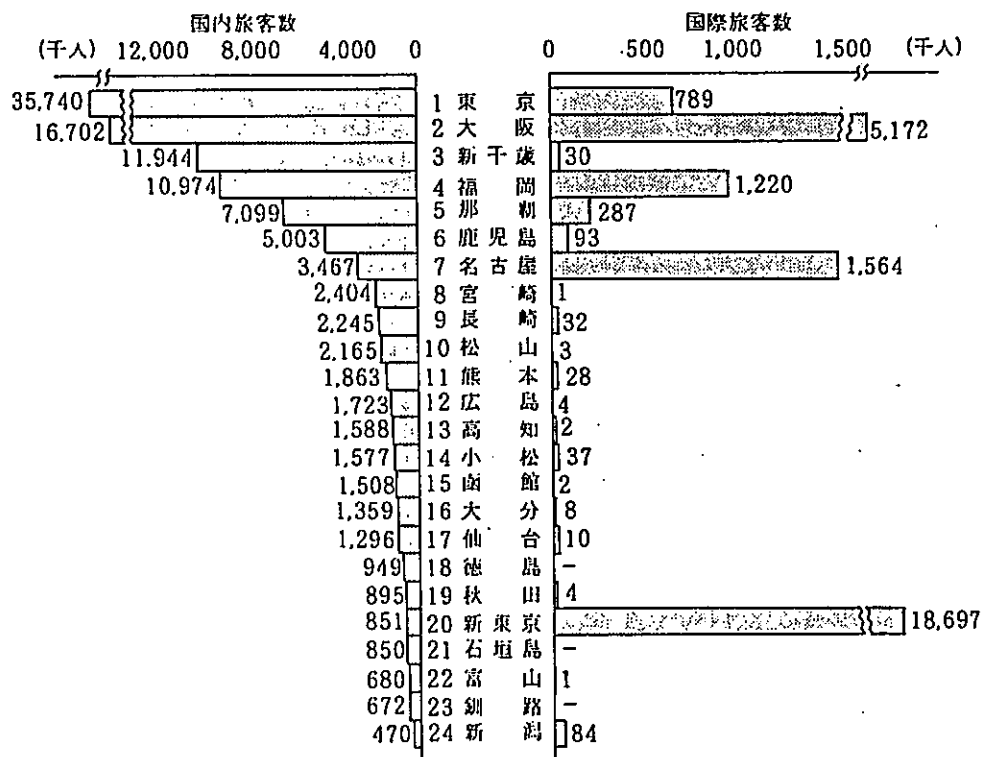 国内旅客数 国際旅客数
(千人) 12,000 8,000 4,000 0 0 500 1,000 1,500 (千人)
35,740 1 東京 789
16,702 2 大阪 5,172
11.944 3 新千歳 30
10,974 4 福岡 1,220
7,099 5 那覇 287
5,003 6 鹿児島 93
3,467 7 名古屋 1,564
2,404 8 宮崎 1
2,245 9 長崎 32
2,165 10 松山 3
1,863 11 熊本 28
1,723 12 広島 4
1,588 13 高知 2
1,577 14 小松 37
1,508 15 函館 2
1,359 16 大分 8
1,296 17 仙台 10
949 18 徳島 -
895 19 秋田 4
851 20 新東京 18,697
850 21 石垣島 -
680 22 富山 1
672 23 釧路 -
470 24 新潟 84